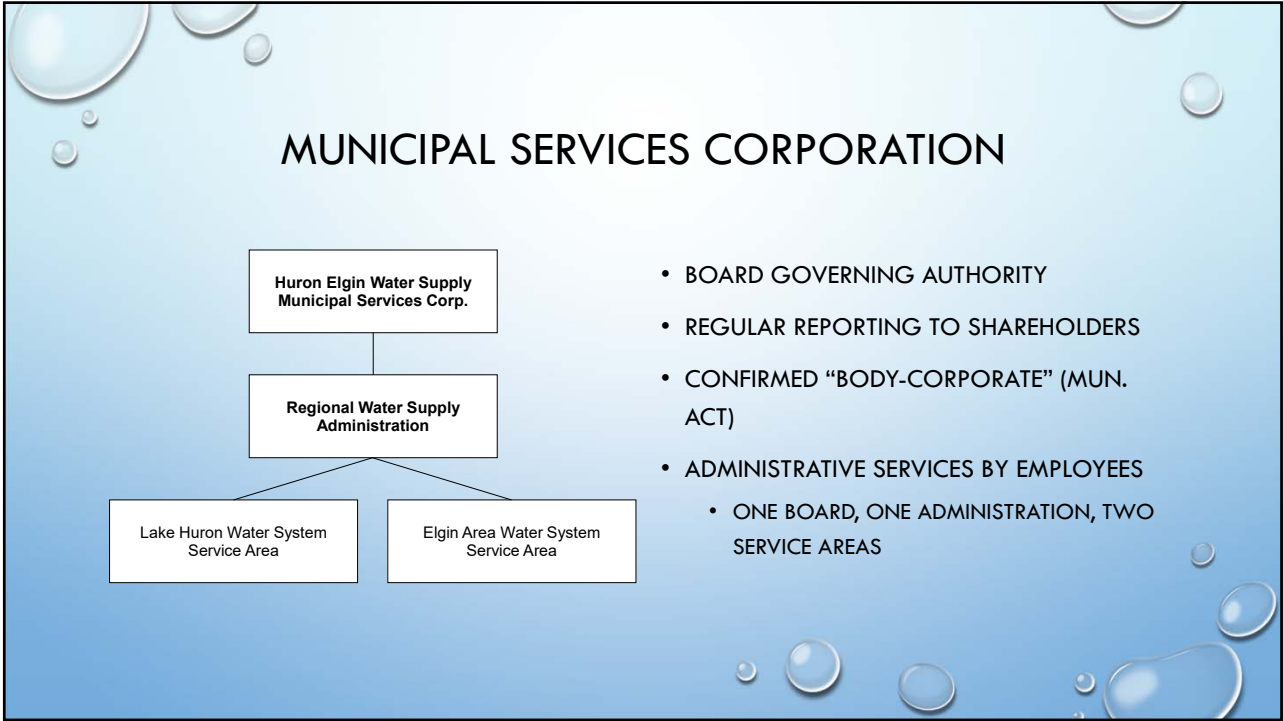 MUNICIPAL SERVICES CORPORATION
Huron Elgin Water Supply
Municipal Services Corp.
Regional Water Supply
Administration
Lake Huron Water System
Service Area
Elgin Area Water System
Service Area
• BOARD GOVERNING AUTHORITY
• REGULAR REPORTING TO SHAREHOLDERS
• CONFIRMED “BODY-CORPORATE” (MUN.
ACT)
• ADMINISTRATIVE SERVICES BY EMPLOYEES
• ONE BOARD, ONE ADMINISTRATION, TWO
SERVICE AREAS